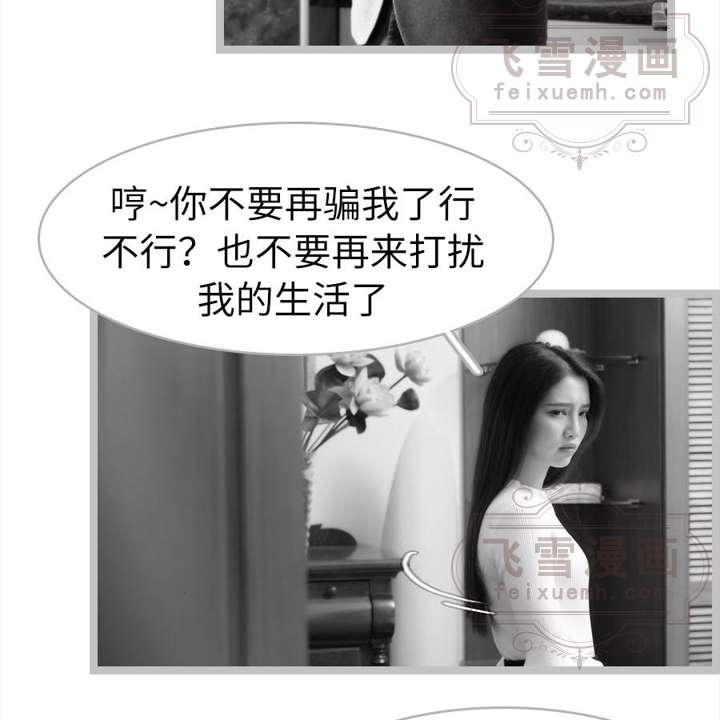 飞雪漫画
feixuemh.com
哼~你不要再骗我了行
不行？也不要再来打扰
我的生活了
飞雪漫画
feixuemh.com